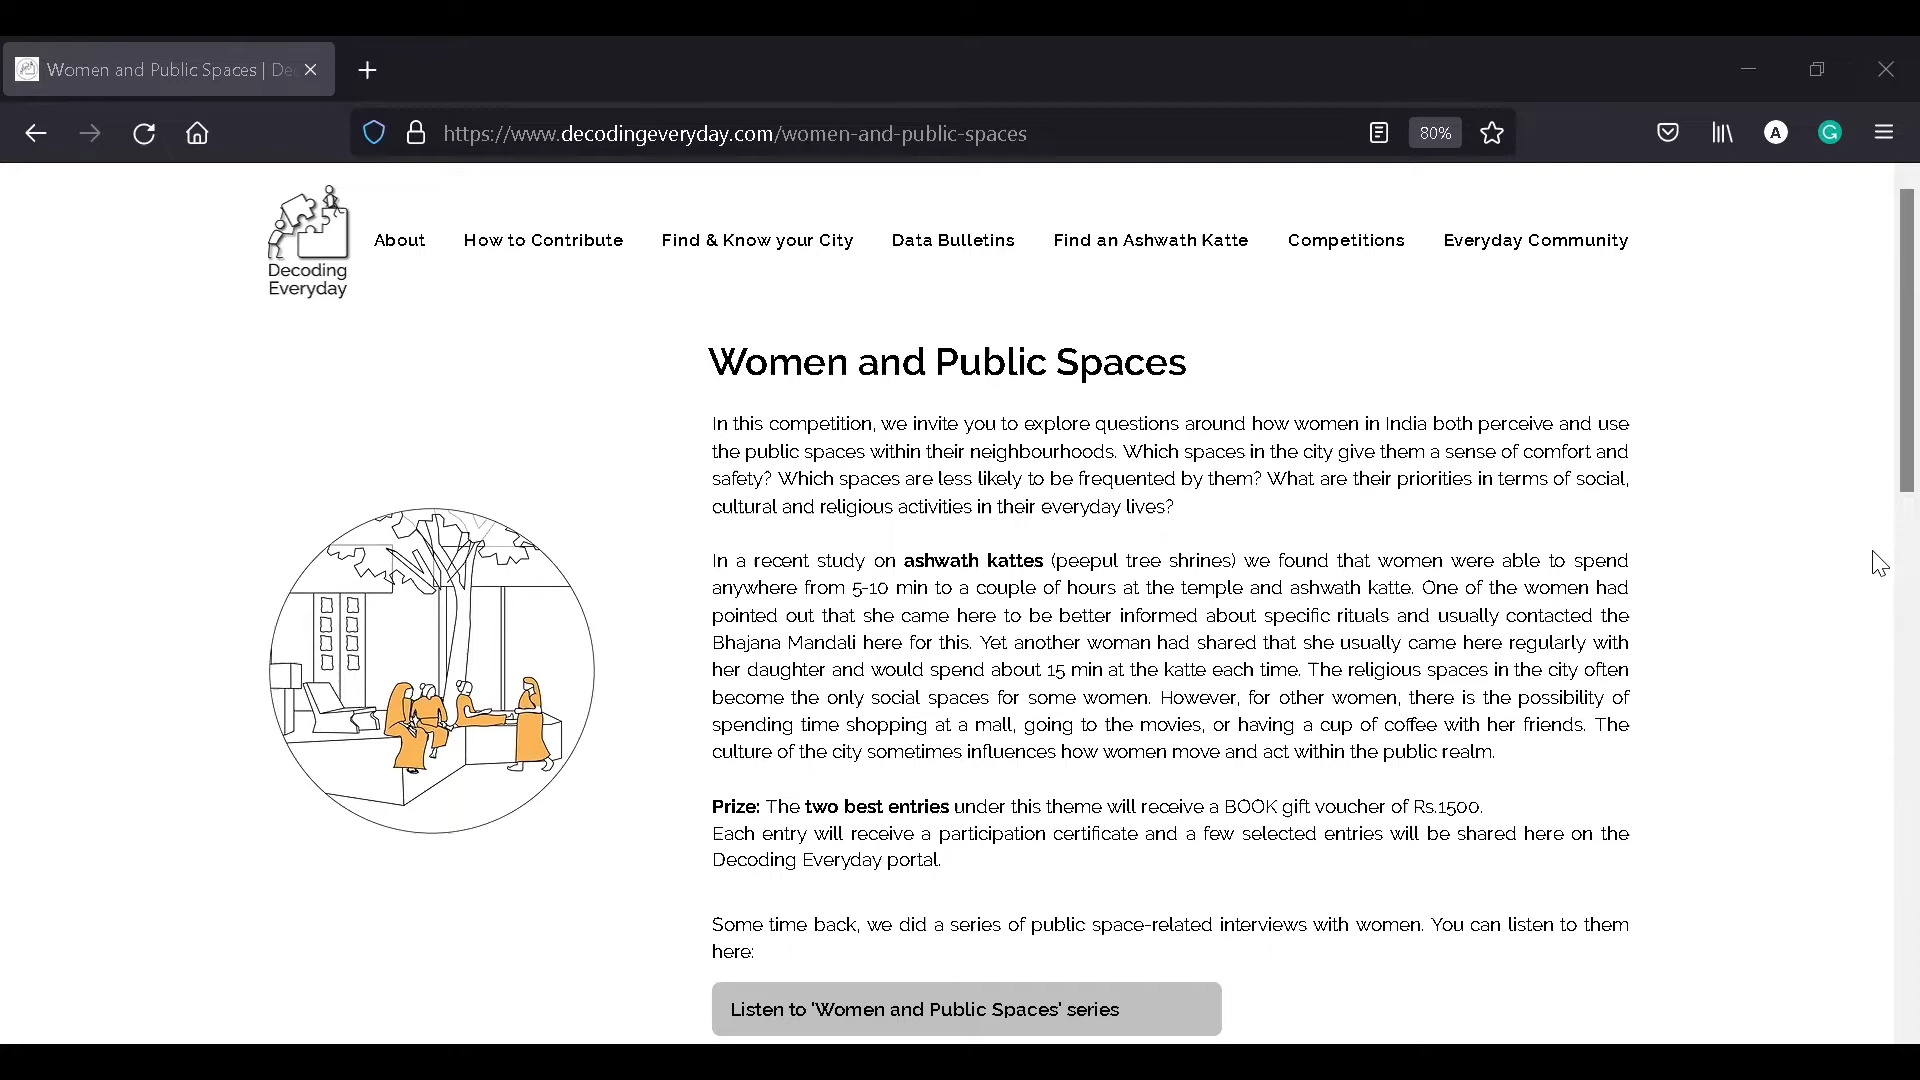 Women and Public Spaces | De
https://www.decodingeveryday.com/women-and-public-spaces
80%
A
Decoding
Everyday
About
How to Contribute
Find & Know your City
Data Bulletins
Find an Ashwath Katte
Competitions
Everyday Community
Women and Public Spaces
In this competition, we invite you to explore questions around how women in India both perceive and use
the public spaces within their neighbourhoods. Which spaces in the city give them a sense of comfort and
safety? Which spaces are less likely to be frequented by them? What are their priorities in terms of social,
cultural and religious activities in their everyday lives?
In a recent study on ashwath kattes (peepul tree shrines) we found that women were able to spend
anywhere from 5-10 min to a couple of hours at the temple and ashwath katte. One of the women had
pointed out that she came here to be better informed about specific rituals and usually contacted the
Bhajana Mandali here for this. Yet another woman had shared that she usually came here regularly with
her daughter and would spend about 15 min at the katte each time. The religious spaces in the city often
become the only social spaces for some women. However, for other women, there is the possibility of
spending time shopping at a mall, going to the movies, or having a cup of coffee with her friends. The
culture of the city sometimes influences how women move and act within the public realm.
Prize: The two best entries under this theme will receive a BOOK gift voucher of Rs.1500.
Each entry will receive a participation certificate and a few selected entries will be shared here on the
Decoding Everyday portal.
Some time back, we did a series of public space-related interviews with women. You can listen to them
here:
Listen to 'Women and Public Spaces' series